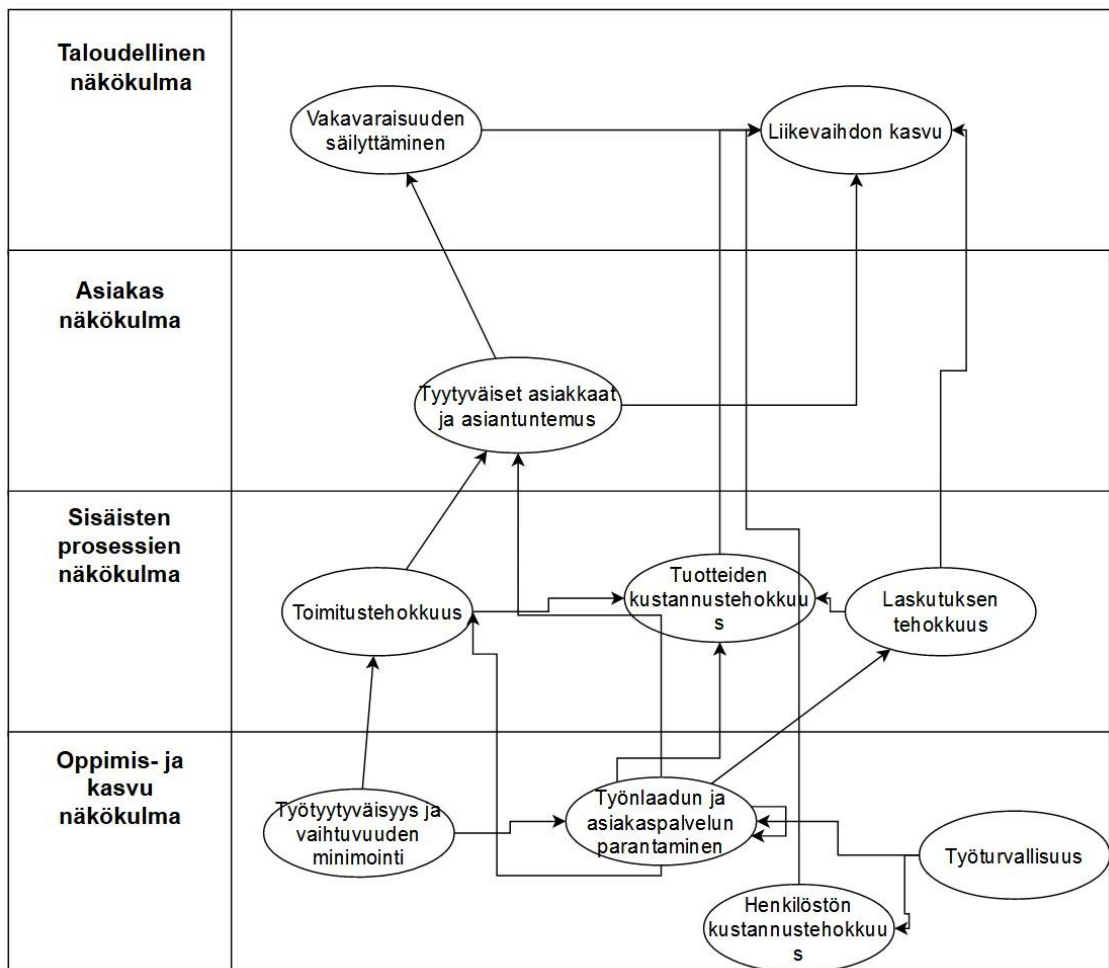 Taloudellinen
näkökulma
Vakavaraisuuden
säilyttäminen
Liikevaihdon kasvu
Asiakas
näkökulma
Tyytyväiset asiakkaat
ja asiantuntemus
Sisäisten
prosessien
näkökulma
Toimitustehokkuus
Tuotteiden
kustannustehokkuu
s
Laskutuksen
tehokkuus
Oppimis- ja
kasvu
näkökulma
Työtyytyväisyys ja
vaihtuvuuden
minimointi
Työnlaadun ja
asiakaspalvelun
parantaminen
Työturvallisuus
Henkilöstön
kustannustehokkuu
s